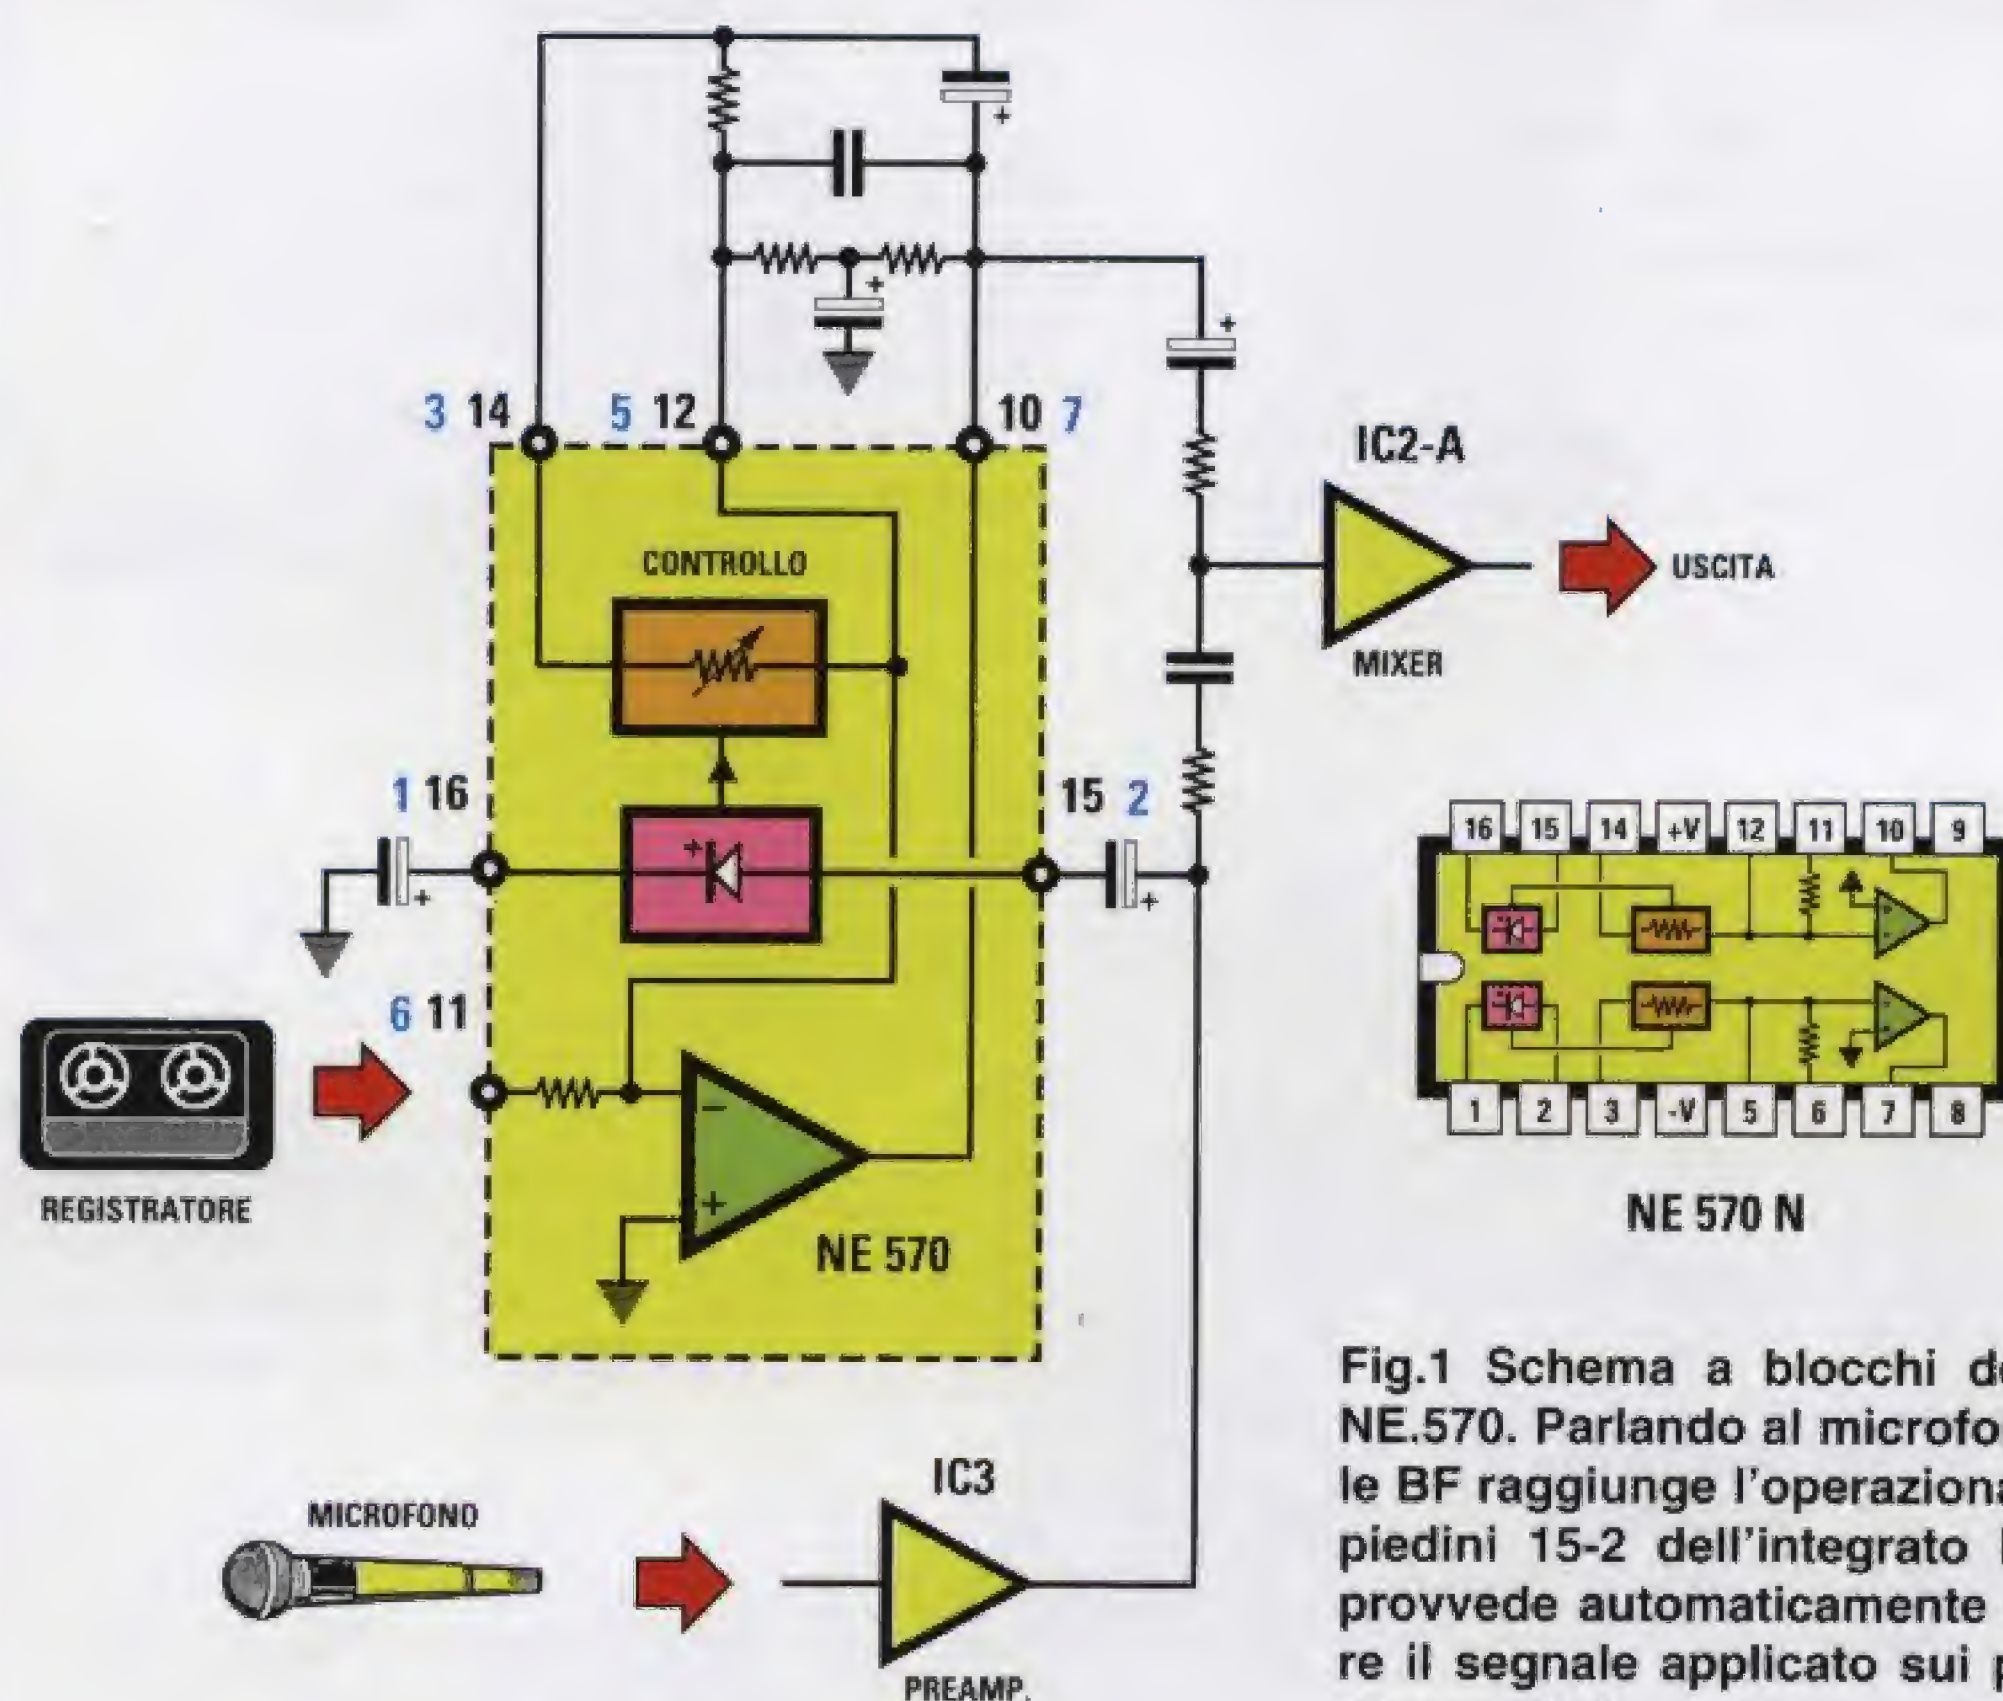 3 14
5 12
10 7
IC2-A
CONTROLLO
USCITA
MIXER
1 16
15 2
16 15 14 +V 12 11 10 9
6 11
1 2 3 -V 5 6 7 8
REGISTRATORE
NE 570
NE 570 N
IC3
MICROFONO
PREAMP.
Fig.1 Schema a blocchi
NE.570. Parlando al
le BF raggiunge
piedini 15-2 dell'integrato
provvede automaticamente
re il segnale applicato sui